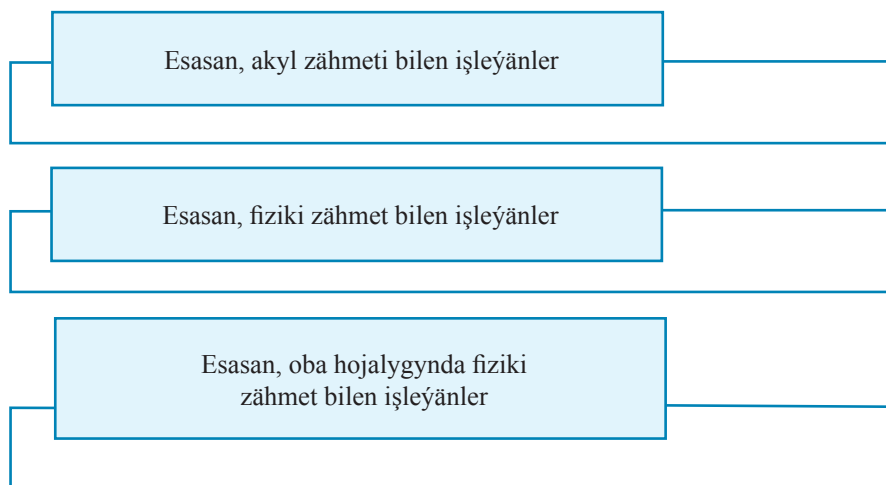 Esasan, akyl zähmeti bilen işleýänler
Esasan, fiziki zähmet bilen işleýänler
Esasan, oba hojalygynda fiziki
zähmet bilen işleýänler